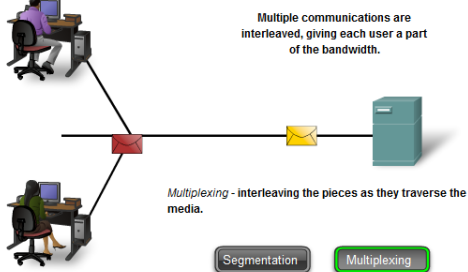 Multiple communications are
interleaved, giving each user a part
of the bandwidth.
Multiplexing - interleaving the pieces as they traverse the
media.
Segmentation
Multiplexing